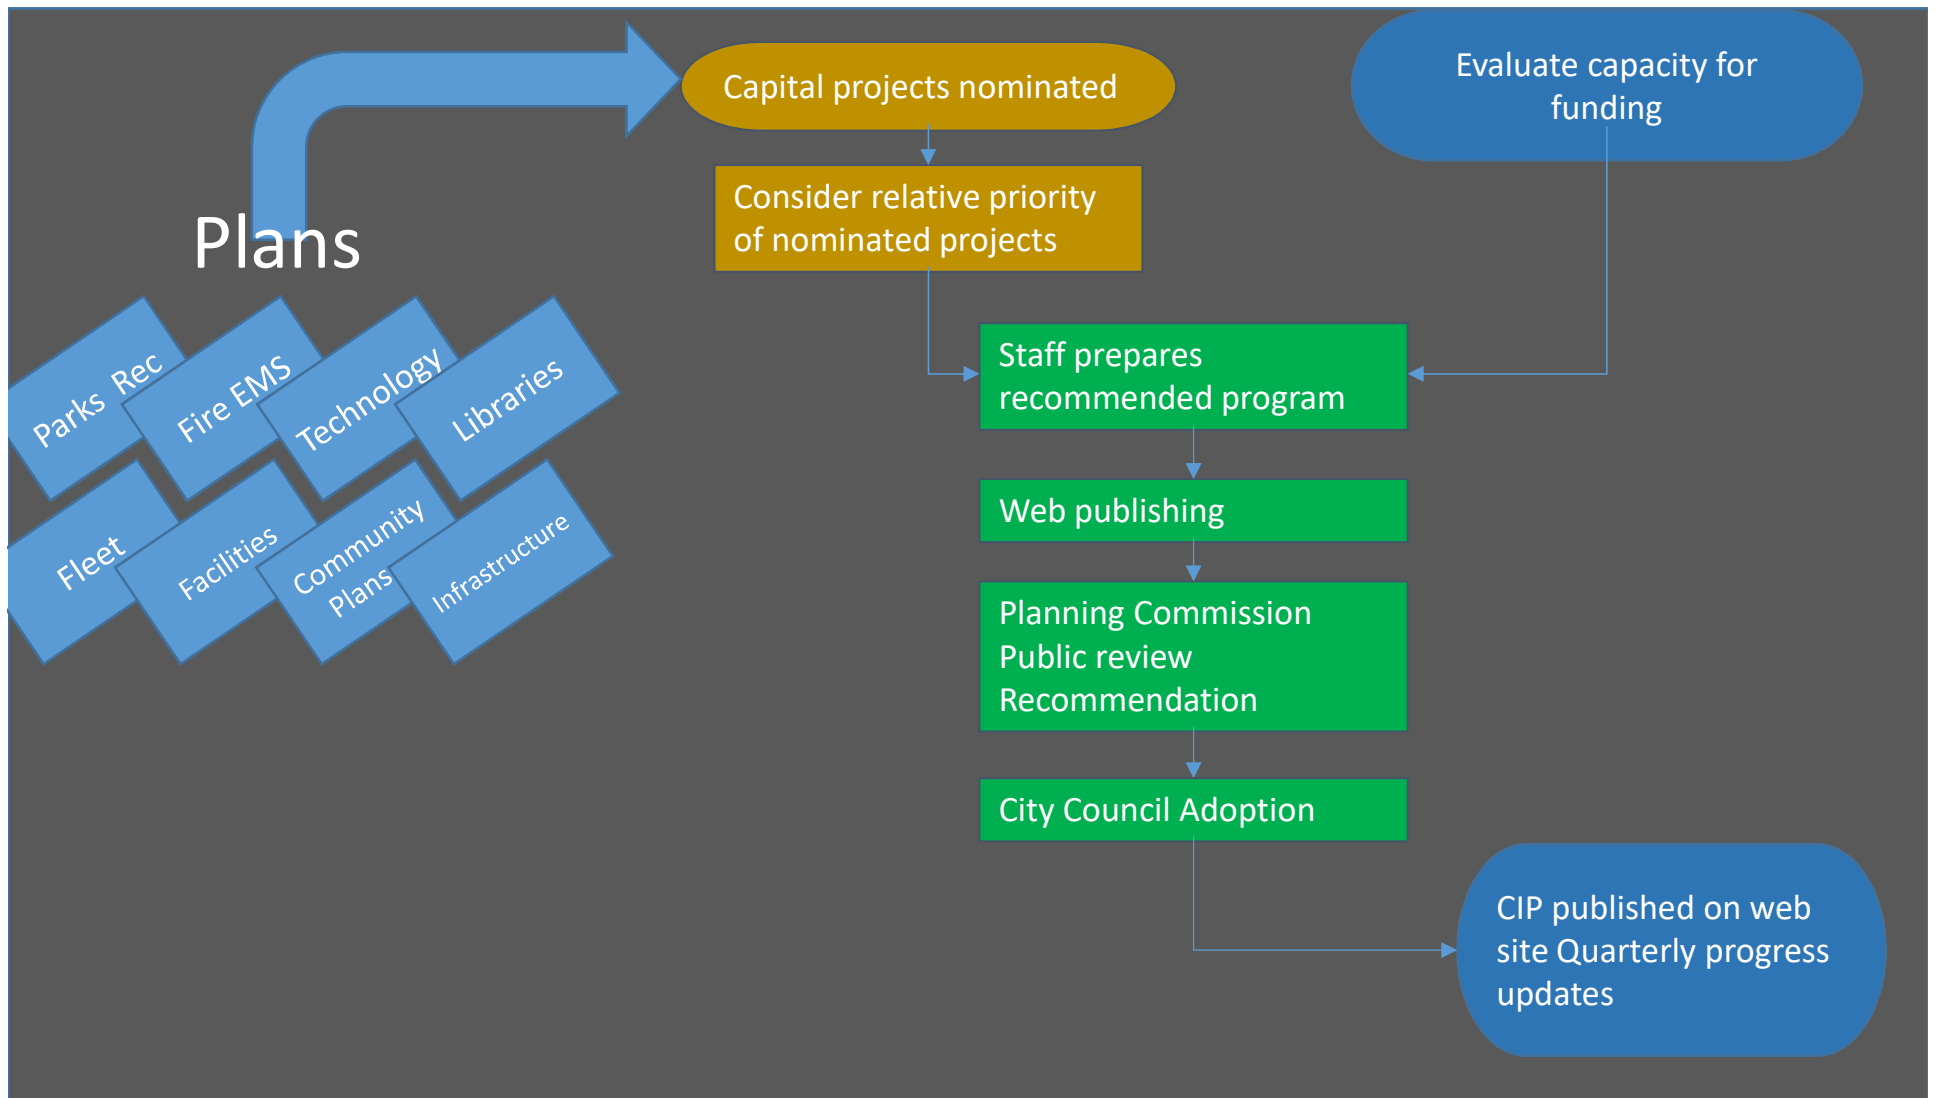 Capital projects nominated
Evaluate capacity for
funding
Consider relative priority
of nominated projects
Plans
Parks  Rec
Fire EMS
Technology
Libraries
Fleet
Facilities
Community
Plans
Infrastructure
Staff prepares
recommended program
Web publishing
Planning Commission
Public review
Recommendation
City Council Adoption
CIP published on web
site Quarterly progress
updates